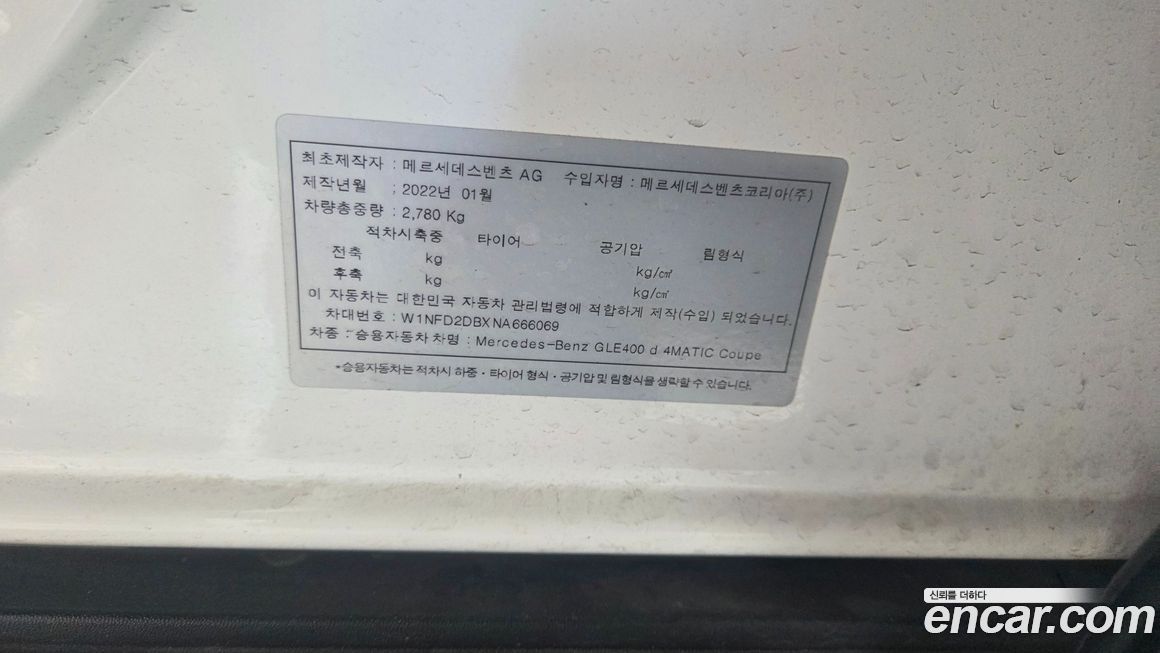 최초제작자 : 메르세데스벤츠 AG 수입자명 : 메르세데스벤츠코리아(주)
제작년월 : 2022년 01월
차량총중량 : 2,780 Kg
적차시축중 타이어 공기압 림형식
전축 kg kg/㎠
후축 kg kg/㎠
이 자동차는 대한민국 자동차 관리법령에 적합하게 제작(수입) 되었습니다.
차대번호 : W1NFD2DBXNA666069
차종 : 승용자동차 차명 : Mercedes-Benz GLE400 d 4MATIC Coupe
*승용자동차는 적차시 하중·타이어 형식·공기압 및 림형식을 생략할 수 있습니다.
신뢰를 더하다
encar.com